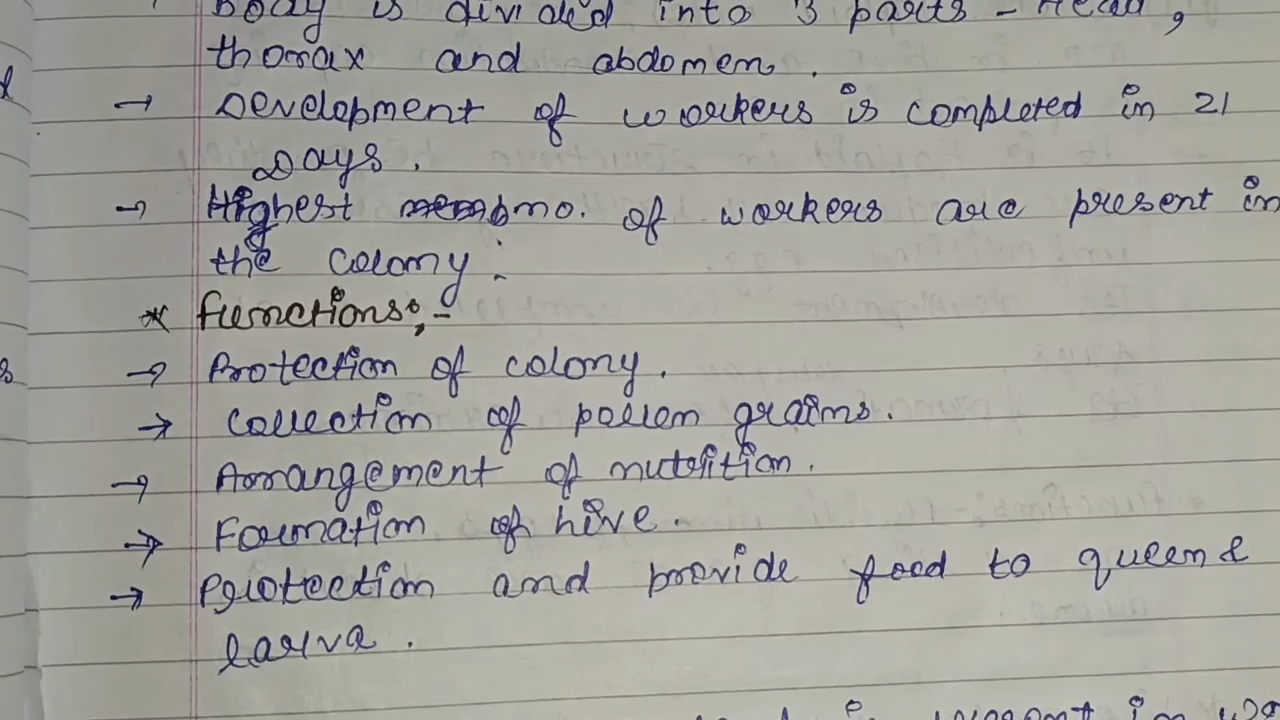 body is divided into 3 parts - Head,
thorax and abdomen.
→ Development of workers is completed in 21
Days.
→ Highest no. of workers are present in
the colony.
* functions:-
→ Protection of colony.
→ Collection of pollen grains.
→ Arrangement of nutrition.
→ Formation of hive.
→ Protection and provide food to queen &
larva.